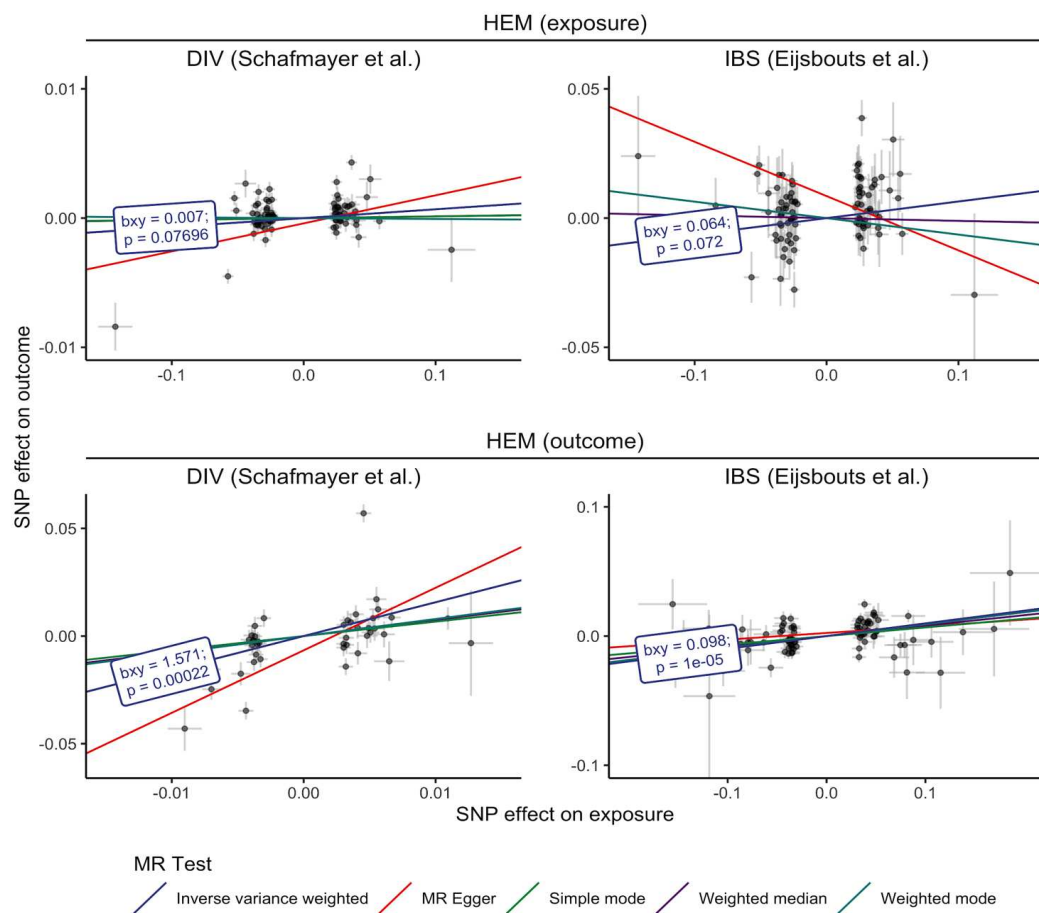 HEM (exposure)
DIV (Schafmayer et al.)
IBS (Eijsbouts et al.)
0.01
0.00
-0.01
bxy = 0.007;
p = 0.07696
-0.1
0.0
0.1
0.05
0.00
-0.05
bxy = 0.064;
p = 0.072
-0.1
0.0
0.1
SNP effect on outcome
HEM (outcome)
DIV (Schafmayer et al.)
IBS (Eijsbouts et al.)
0.05
0.00
-0.05
bxy = 1.571;
p = 0.00022
-0.01
0.00
0.01
0.1
0.0
-0.1
bxy = 0.098;
p = 1e-05
-0.1
0.0
0.1
SNP effect on exposure
MR Test
Inverse variance weighted
MR Egger
Simple mode
Weighted median
Weighted mode